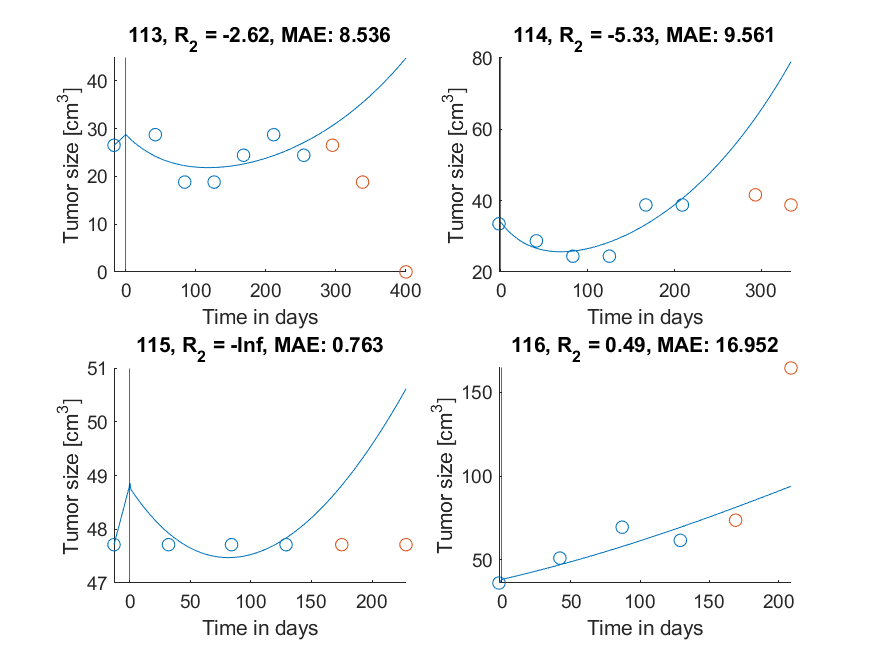 113, R2 = -2.62, MAE: 8.536
Tumor size [cm3]
40
30
20
10
0
0 100 200 300 400
Time in days
114, R2 = -5.33, MAE: 9.561
Tumor size [cm3]
80
60
40
20
0 100 200 300
Time in days
115, R2 = -Inf, MAE: 0.763
Tumor size [cm3]
51
50
49
48
47
0 50 100 150 200
Time in days
116, R2 = 0.49, MAE: 16.952
Tumor size [cm3]
150
100
50
0 50 100 150 200
Time in days